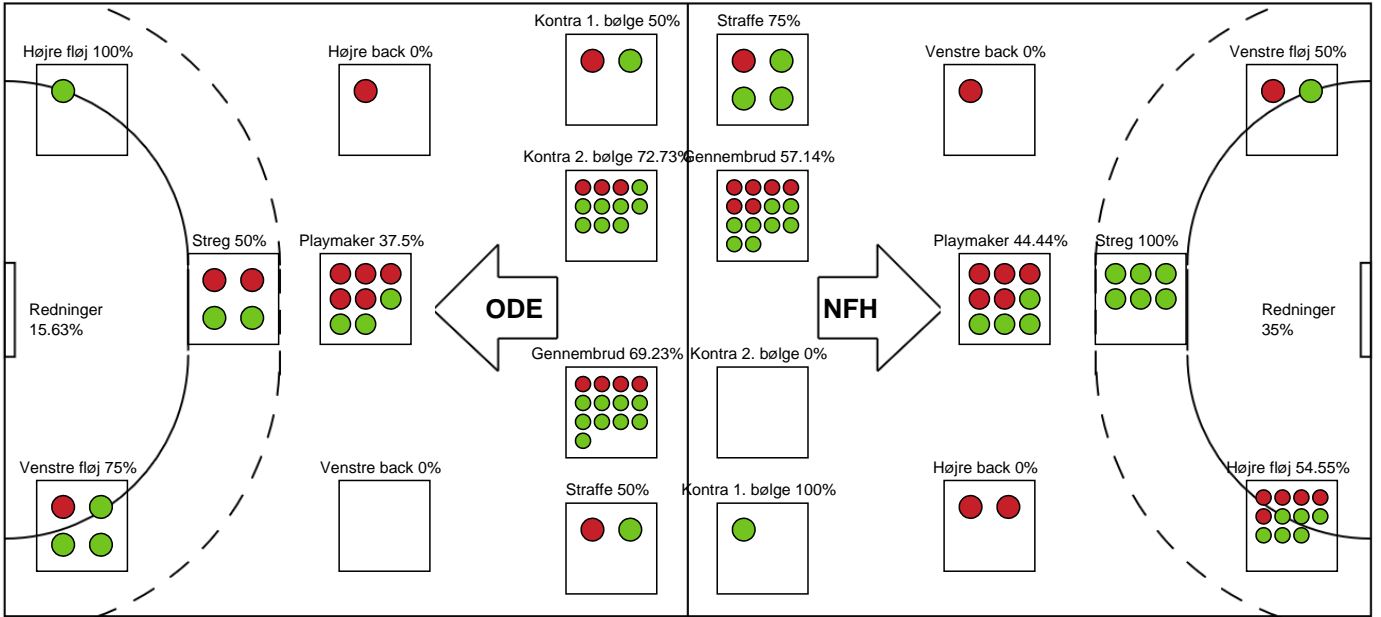 Kontra 1. bølge 50%
Straffe 75%
Højre fløj 100%
Højre back 0%
Venstre back 0%
Venstre fløj 50%
Kontra 2. bølge 72.73%
Gennembrud 57.14%
Streg 50%
Playmaker 37.5%
Playmaker 44.44%
Streg 100%
Redninger
15.63%
ODE
NFH
Redninger
35%
Gennembrud 69.23%
Kontra 2. bølge 0%
Venstre fløj 75%
Venstre back 0%
Højre back 0%
Højre fløj 54.55%
Straffe 50%
Kontra 1. bølge 100%